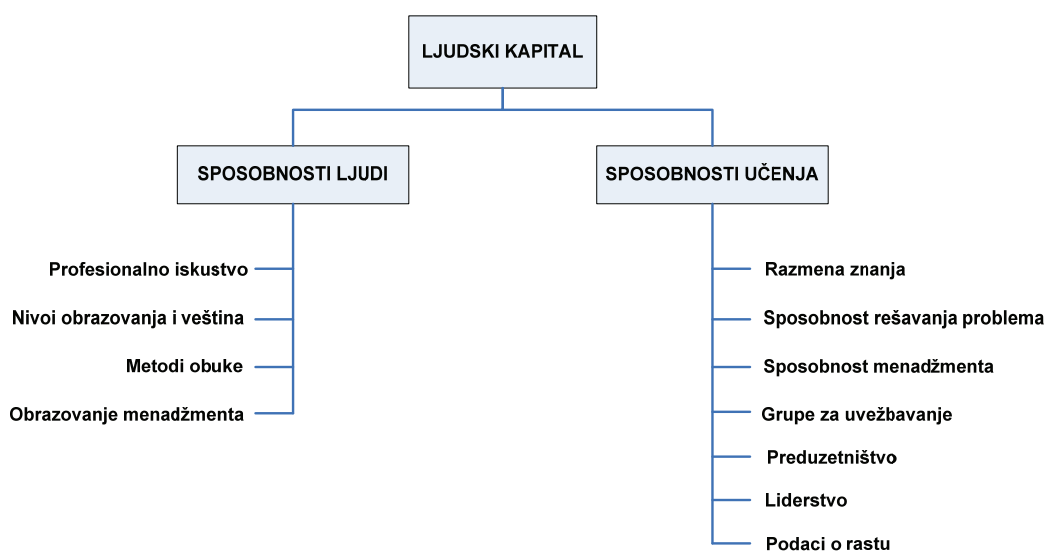 LJUDSKI KAPITAL
SPOSOBNOSTI LJUDI
Profesionalno iskustvo
Nivoi obrazovanja i veština
Metodi obuke
Obrazovanje menadžmenta
SPOSOBNOSTI UČENJA
Razmena znanja
Sposobnost rešavanja problema
Sposobnost menadžmenta
Grupe za uvežbavanje
Preduzetništvo
Liderstvo
Podaci o rastu